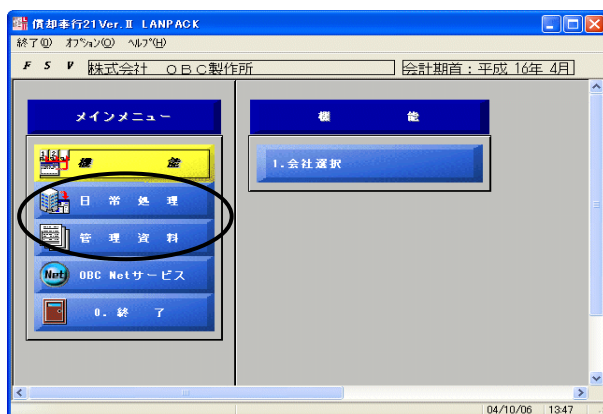 償却奉行21Ver.Ⅱ LANPACK
終了(Q) オプション(O) ヘルプ(H)
F S V 株式会社 OBC製作所 会計期首：平成 16年 4月
メインメニュー
機 能
日 常 処 理
管 理 資 料
Net OBC Netサービス
0. 終 了
機 能
1.会社選択
04/10/06 13:47